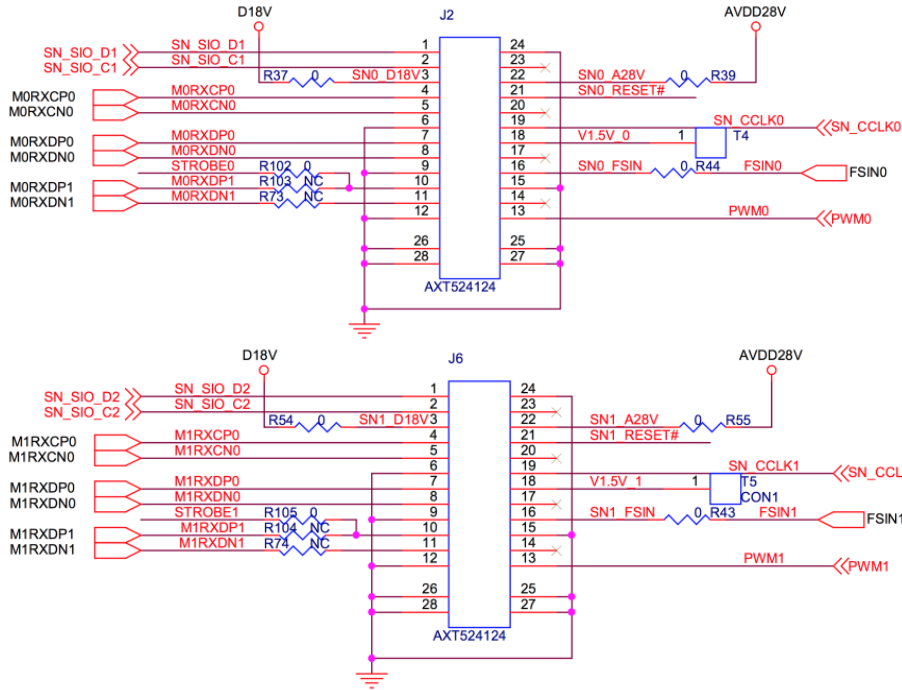 D18V J2 AVDD28V
SN_SIO_D1 SN_SIO_D1 1 24
SN_SIO_C1 SN_SIO_C1 2 23
R37 0 SN0_D18V 3 22 SN0_A28V 0 R39
M0RXCP0 M0RXCP0 4 21 SN0_RESET#
M0RXCN0 M0RXCN0 5 20
6 19 SN_CCLK0 SN_CCLK0
M0RXDP0 M0RXDP0 7 18 V1.5V_0 1 T4
M0RXDN0 M0RXDN0 8 17
STROBE0 R102 0 9 16 SN0_FSIN 0 R44 FSIN0 FSIN0
M0RXDP1 M0RXDP1 R103 NC 10 15
M0RXDN1 M0RXDN1 R73 NC 11 14
12 13 PWM0 PWM0
26 25
28 27
AXT524124
D18V J6 AVDD28V
SN_SIO_D2 SN_SIO_D2 1 24
SN_SIO_C2 SN_SIO_C2 2 23
R54 0 SN1_D18V 3 22 SN1_A28V 0 R55
M1RXCP0 M1RXCP0 4 21 SN1_RESET#
M1RXCN0 M1RXCN0 5 20
6 19 SN_CCLK1 SN_CCL
M1RXDP0 M1RXDP0 7 18 V1.5V_1 1 T5
M1RXDN0 M1RXDN0 8 17 CON1
STROBE1 R105 0 9 16 SN1_FSIN 0 R43 FSIN1 FSIN1
M1RXDP1 M1RXDP1 R104 NC 10 15
M1RXDN1 M1RXDN1 R74 NC 11 14
12 13 PWM1 PWM1
26 25
28 27
AXT524124